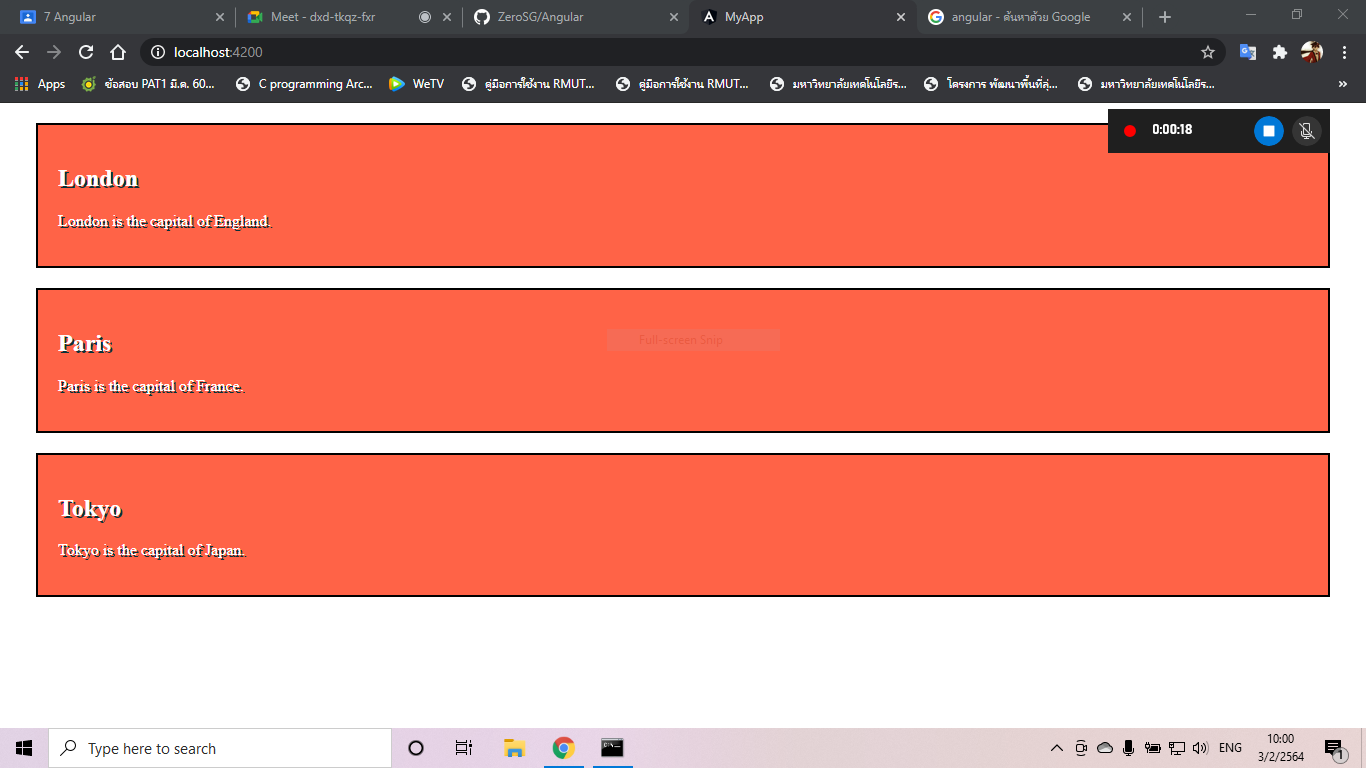 7 Angular
Meet - dxd-tkqz-fxr
ZeroSG/Angular
MyApp
angular - ค้นหาด้วย Google
localhost:4200
Apps
ข้อสอบ PAT1 มี.ค. 60...
C programming Arc...
WeTV
คู่มือการใช้งาน RMUT...
คู่มือการใช้งาน RMUT...
มหาวิทยาลัยเทคโนโลยีร...
โครงการ พัฒนาพื้นที่สุ่...
มหาวิทยาลัยเทคโนโลยีร...
»
0:00:18
London
London is the capital of England.
Full-screen Snip
Paris
Paris is the capital of France.
Tokyo
Tokyo is the capital of Japan.
Type here to search
ENG
10:00
3/2/2564
1